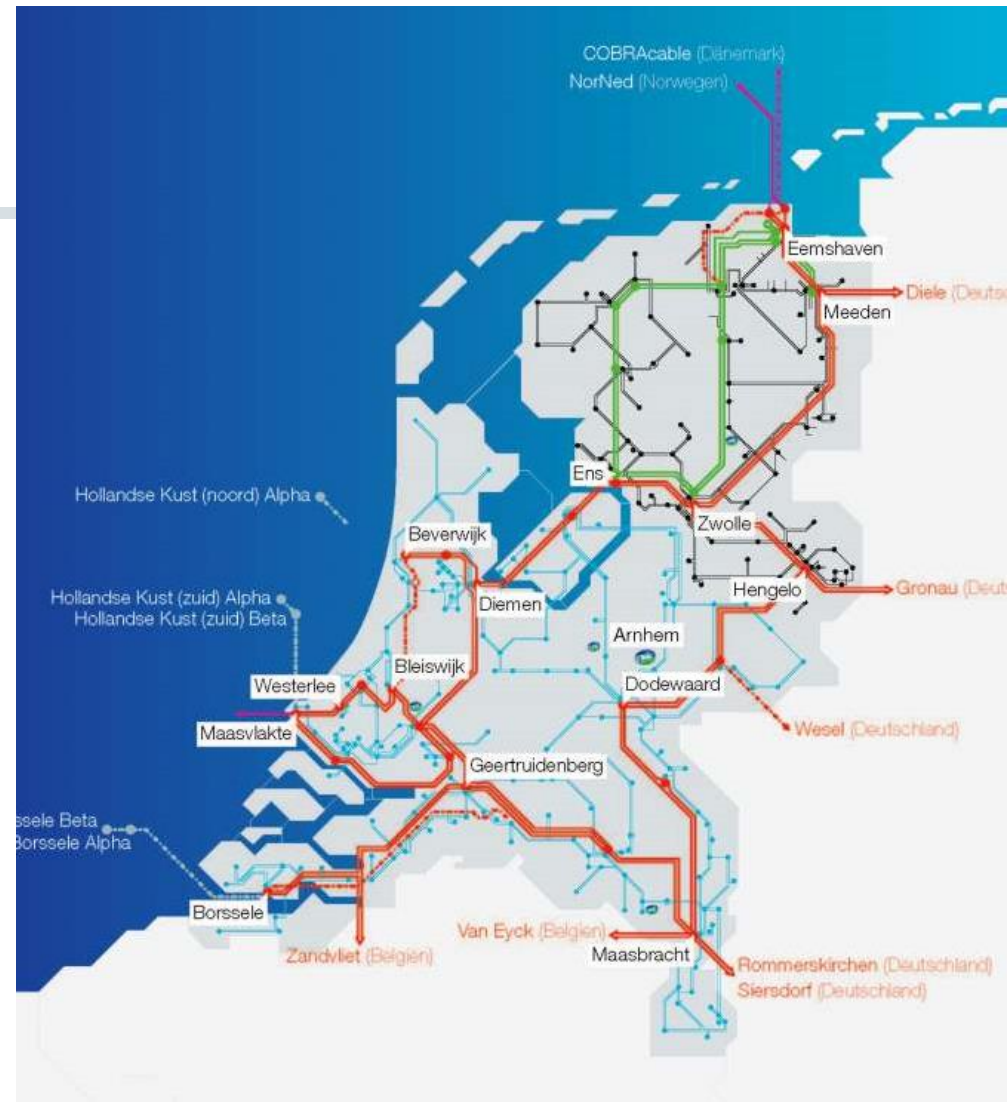 COBRAcable (Dänemark)
NorNed (Norwegen)
Eemshaven
Diele (Deuts
Meeden
Ens
Hollandse Kust (noord) Alpha
Zwolle
Beverwijk
Hengelo
Gronau (Deut
Hollandse Kust (zuid) Alpha
Hollandse Kust (zuid) Beta
Diemen
Arnhem
Bleiswijk
Westerlee
Dodewaard
Maasvlakte
Wesel (Deutschland)
Geertruidenberg
ssele Beta
Borssele Alpha
Borssele
Van Eyck (Belgien)
Zandvliet (Belgien)
Maasbracht
Rommerskirchen (Deutschland)
Siersdorf (Deutschland)